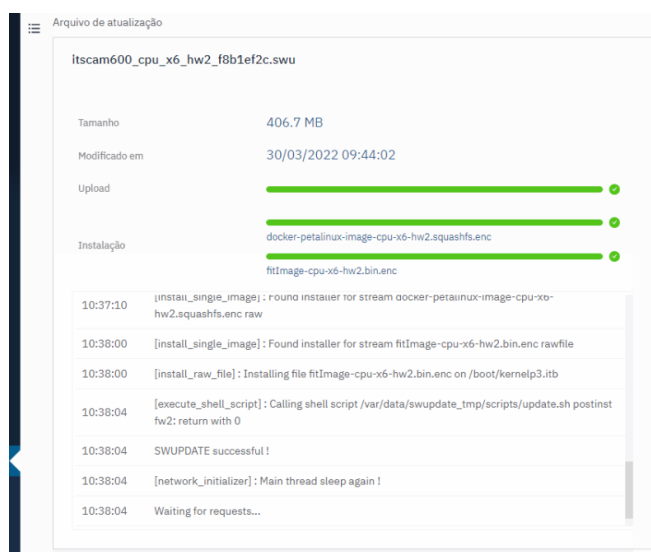 Arquivo de atualização
itscam600_cpu_x6_hw2_f8b1ef2c.swu
Tamanho
406.7 MB
Modificado em
30/03/2022 09:44:02
Upload
Instalação
docker-petalinux-image-cpu-x6-hw2.squashfs.enc
fitImage-cpu-x6-hw2.bin.enc
10:37:10
[install_single_image] : Found installer for stream docker-petalinux-image-cpu-x6-
hw2.squashfs.enc raw
10:38:00
[install_single_image] : Found installer for stream fitImage-cpu-x6-hw2.bin.enc rawfile
10:38:00
[install_raw_file] : Installing file fitImage-cpu-x6-hw2.bin.enc on /boot/kernelp3.itb
10:38:04
[execute_shell_script] : Calling shell script /var/data/swupdate_tmp/scripts/update.sh postinst
fw2: return with 0
10:38:04
SWUPDATE successful !
10:38:04
[network_initializer] : Main thread sleep again !
10:38:04
Waiting for requests...